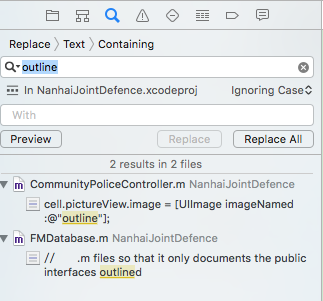 Replace > Text > Containing
outline
In NanhaiJointDefence.xcodeproj Ignoring Case
With
Preview Replace Replace All
2 results in 2 files
CommunityPoliceController.m NanhaiJointDefence
cell.pictureView.image = [UIImage imageNamed
:@"outline"];
FMDatabase.m NanhaiJointDefence
// .m files so that it only documents the public
interfaces outlined